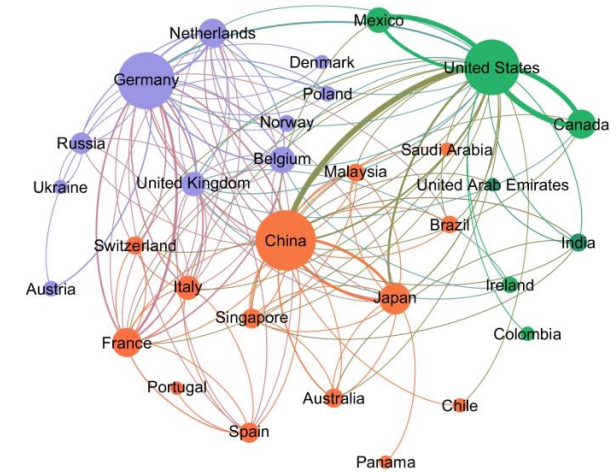 Mexico
Netherlands
Denmark
United States
Germany
Poland
Norway
Canada
Russia
Belgium
Saudi Arabia
Malaysia
Ukraine
United Kingdom
United Arab Emirates
Brazil
Switzerland
China
India
Austria
Italy
Japan
Ireland
Singapore
France
Colombia
Portugal
Australia
Chile
Spain
Panama